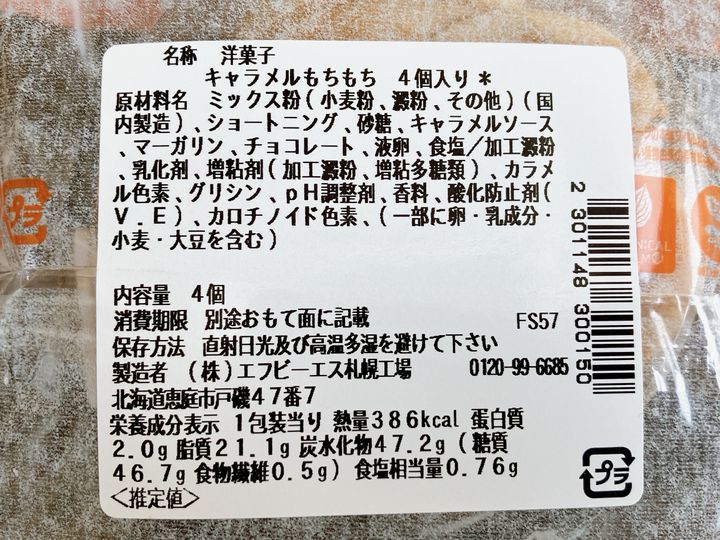 名称 洋菓子
キャラメルもちもち 4個入り*
原材料名 ミックス粉(小麦粉、澱粉、その他)(国
内製造)、ショートニング、砂糖、キャラメルソース
、マーガリン、チョコレート、液卵、食塩/加工澱粉
、乳化剤、増粘剤(加工澱粉、増粘多糖類)、カラメ
ル色素、グリシン、pH調整剤、香料、酸化防止剤(
V.E)、カロチノイド色素、(一部に卵・乳成分・
小麦・大豆を含む)
内容量 4個
消費期限 別途おもて面に記載 FS57
保存方法 直射日光及び高温多湿を避けて下さい
製造者 (株)エフビーエス札幌工場 0120-99-6685
北海道恵庭市戸磯47番7
栄養成分表示 1包装当り 熱量386kcal 蛋白質
2.0g 脂質21.1g 炭水化物47.2g(糖質
46.7g 食物繊維0.5g) 食塩相当量0.76g
<推定値>
2 301148 300150
プラ
プラ